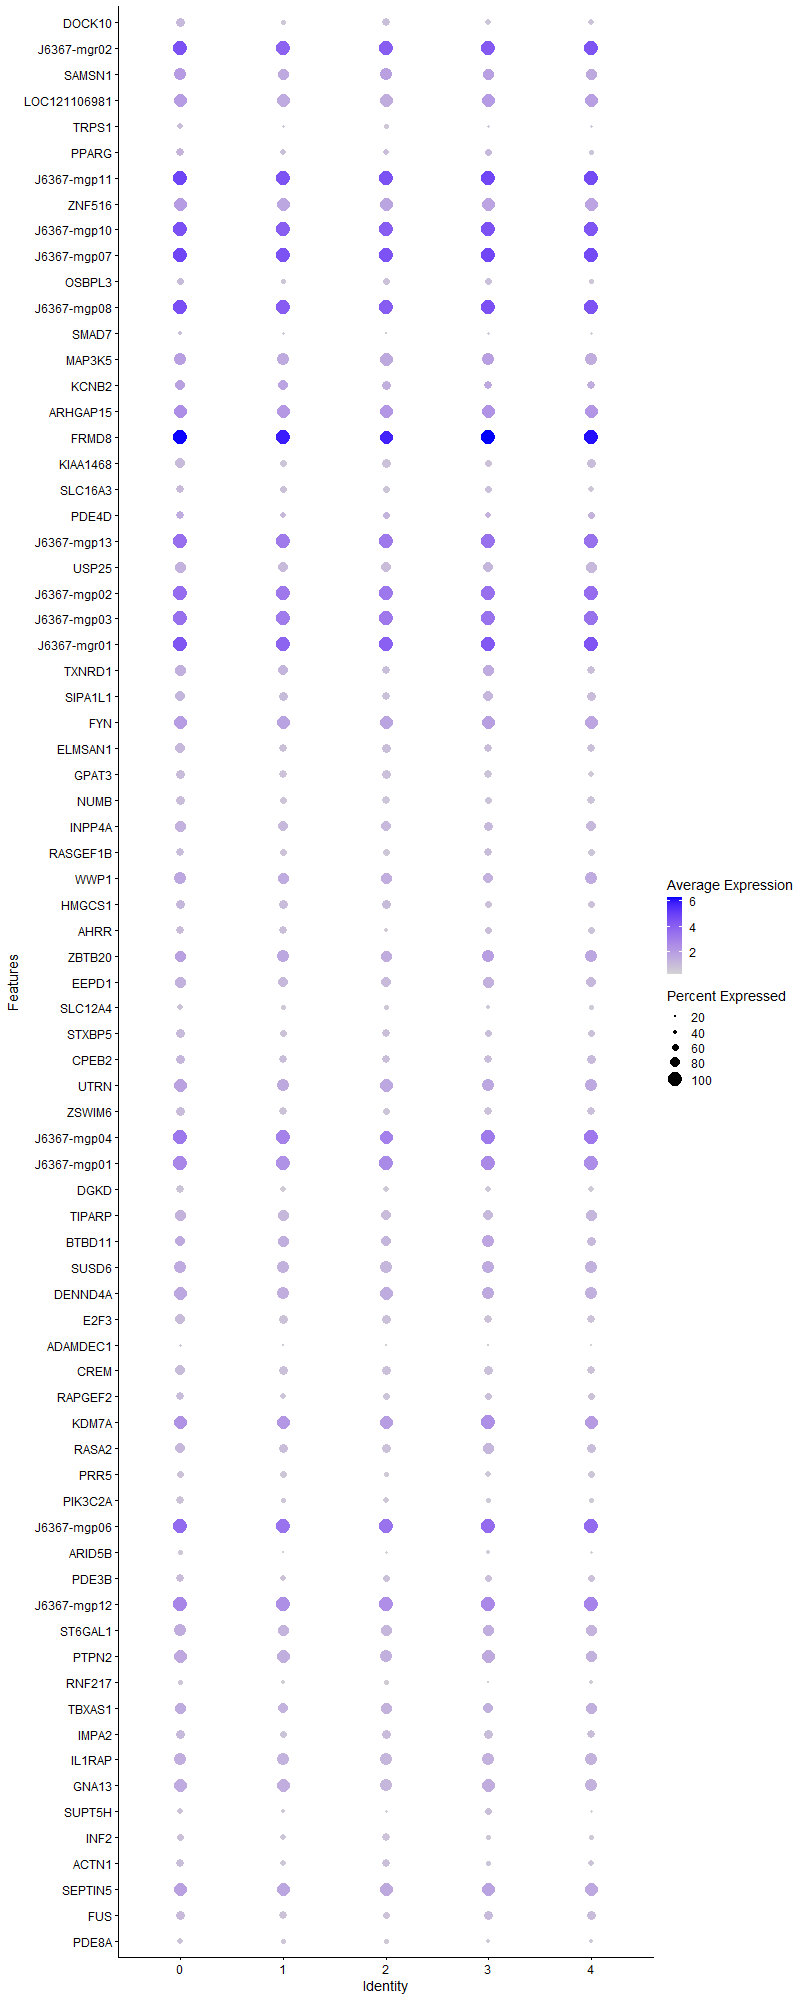 DOCK10
J6367-mgr02
SAMSN1
LOC121106981
TRPS1
PPARG
J6367-mgp11
ZNF516
J6367-mgp10
J6367-mgp07
OSBPL3
J6367-mgp08
SMAD7
MAP3K5
KCNB2
ARHGAP15
FRMD8
KIAA1468
SLC16A3
PDE4D
J6367-mgp13
USP25
J6367-mgp02
J6367-mgp03
J6367-mgr01
TXNRD1
SIPA1L1
FYN
ELMSAN1
GPAT3
NUMB
INPP4A
RASGEF1B
WWP1
HMGCS1
AHRR
ZBTB20
EEPD1
SLC12A4
STXBP5
CPEB2
UTRN
ZSWIM6
J6367-mgp04
J6367-mgp01
DGKD
TIPARP
BTBD11
SUSD6
DENND4A
E2F3
ADAMDEC1
CREM
RAPGEF2
KDM7A
RASA2
PRR5
PIK3C2A
J6367-mgp06
ARID5B
PDE3B
J6367-mgp12
ST6GAL1
PTPN2
RNF217
TBXAS1
IMPA2
IL1RAP
GNA13
SUPT5H
INF2
ACTN1
SEPTIN5
FUS
PDE8A
Features
0 1 2 3 4
Identity
Average Expression
6
4
2
Percent Expressed
20
40
60
80
100